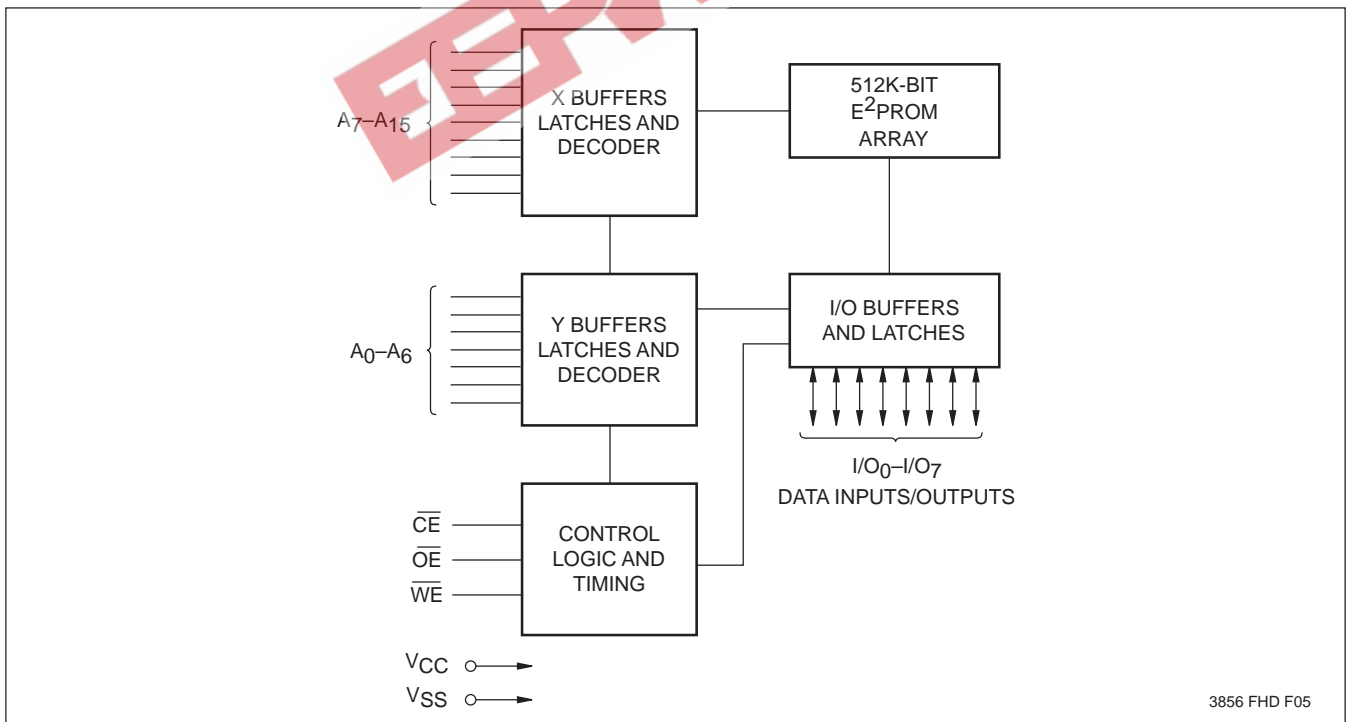 X BUFFERS
LATCHES AND
DECODER
A7–A15
512K-BIT
E2PROM
ARRAY
Y BUFFERS
LATCHES AND
DECODER
A0–A6
I/O BUFFERS
AND LATCHES
I/O0–I/O7
DATA INPUTS/OUTPUTS
CE
OE
WE
CONTROL
LOGIC AND
TIMING
VCC
VSS
3856 FHD F05